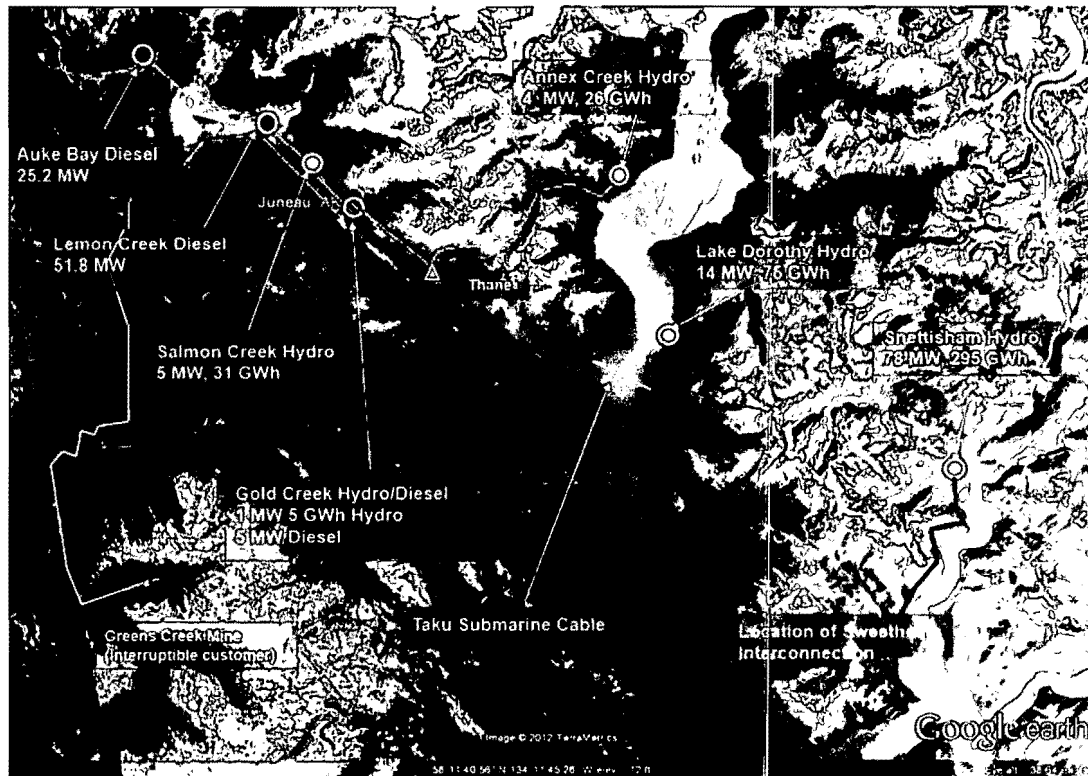 Annex Creek Hydro
4 MW, 26 GWh
Auke Bay Diesel
25.2 MW
Juneau
Lemon Creek Diesel
51.8 MW
Lake Dorothy Hydro
14 MW, 75 GWh
Thane
Snettisham Hydro
78 MW, 295 GWh
Salmon Creek Hydro
5 MW, 31 GWh
Gold Creek Hydro/Diesel
1 MW 5 GWh Hydro
5 MW Diesel
Taku Submarine Cable
Greens Creek Mine
(Interruptible customer)
Location of
Interconnection
Image © 2012 TerraMetrics
Google earth